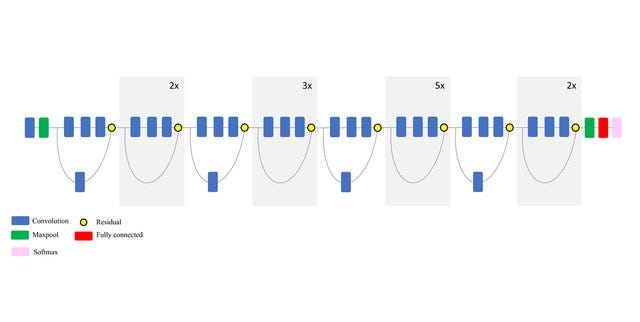 2x
3x
5x
2x
Convolution
Residual
Maxpool
Fully connected
Softmax